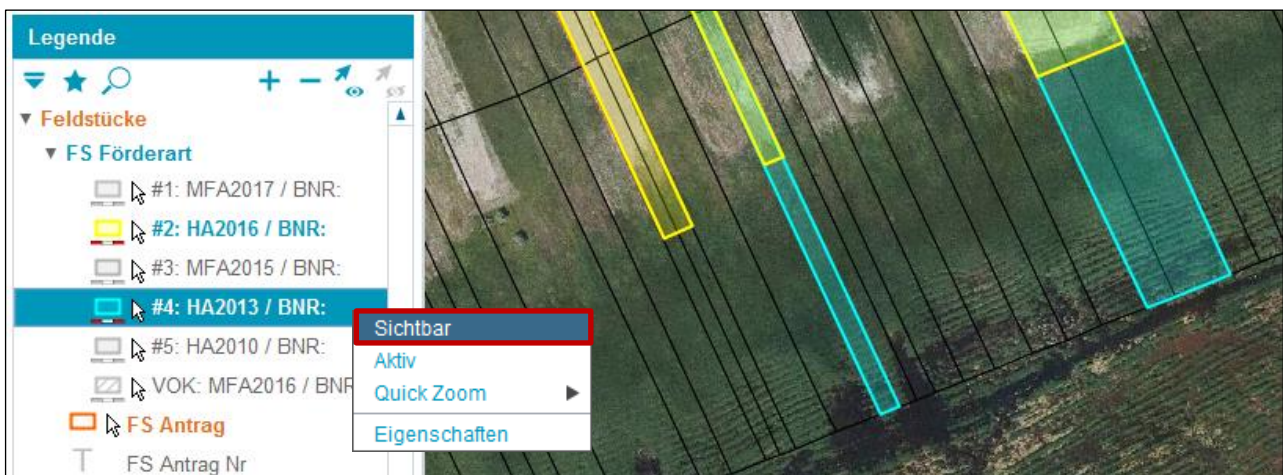 Legende
Feldstücke
FS Förderart
#1: MFA2017 / BNR:
#2: HA2016 / BNR:
#3: MFA2015 / BNR:
#4: HA2013 / BNR:
#5: HA2010 / BNR:
VOK: MFA2016 / BNR
FS Antrag
FS Antrag Nr
Sichtbar
Aktiv
Quick Zoom
Eigenschaften